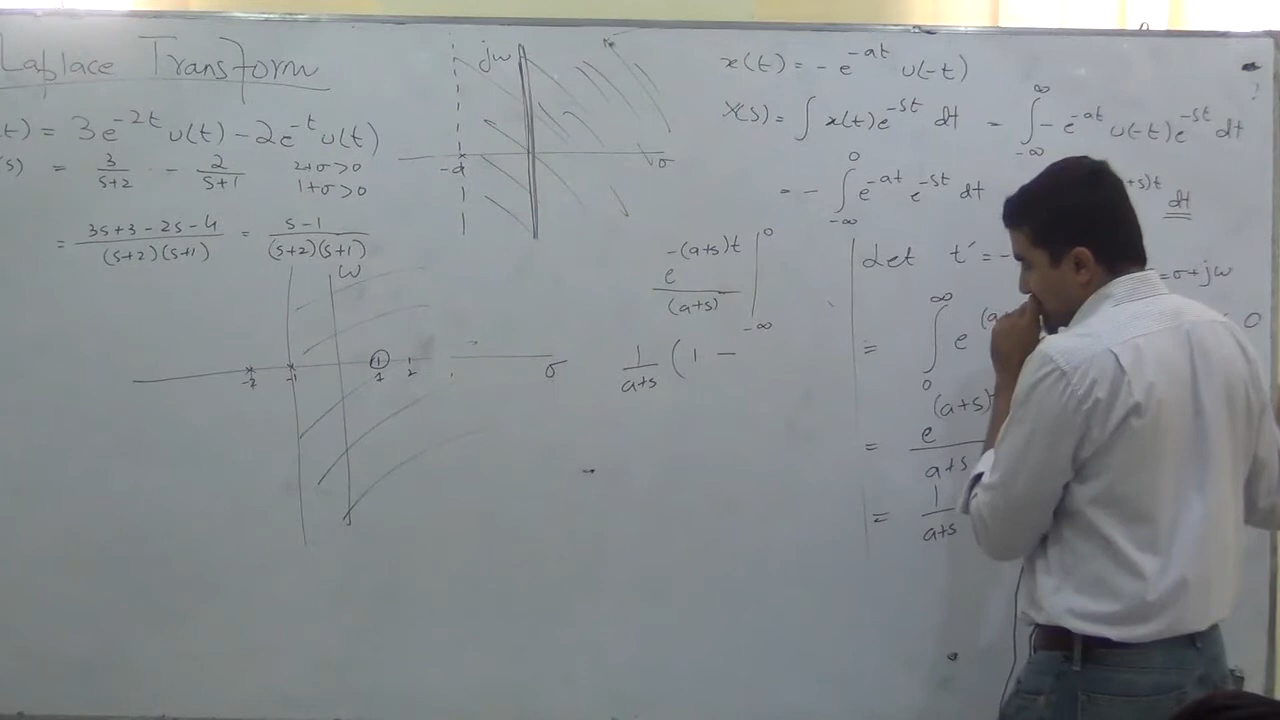 Laplace Transform
t) = 3e^{-2t} u(t) - 2e^{-t} u(t)
s) = 3/(s+2) - 2/(s+1)
2+σ>0
1+σ>0
= (3s+3-2s-4)/((s+2)(s+1)) = (s-1)/((s+2)(s+1))
jω
-a
σ
ω
-2 -1 1 2
σ
x(t) = -e^{-at} u(-t)
X(s) = ∫ x(t)e^{-st} dt = ∫_{-∞}^{∞} -e^{-at} u(-t) e^{-st} dt
= - ∫_{-∞}^{0} e^{-at} e^{-st} dt
+s)t dt
e^{-(a+s)t}/(a+s) |_{-∞}^{0}
1/(a+s) (1 -
Let t' = -
=σ+jω
= ∫_{0}^{∞} e^{(a
0
= e^{(a+s)}/(a+s)
= 1/(a+s)